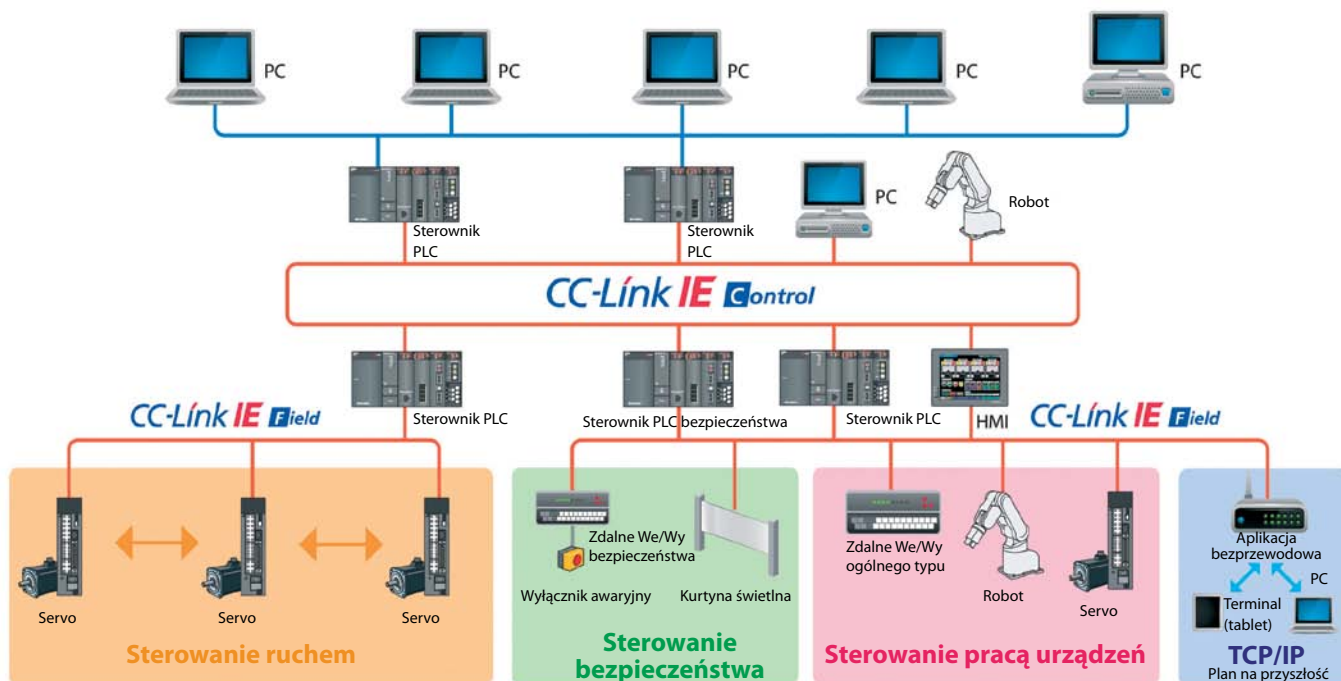 PC
PC
PC
PC
PC
Sterownik
PLC
Sterownik
PLC
PC
Robot
CC-Link IE Control
Sterownik PLC
Sterownik PLC bezpieczeństwa
Sterownik PLC
HMI
CC-Link IE Field
CC-Link IE Field
Servo
Servo
Servo
Sterowanie ruchem
Zdalne We/Wy
bezpieczeństwa
Wyłącznik awaryjny
Kurtyna świetlna
Sterowanie
bezpieczeństwa
Zdalne We/Wy
ogólnego typu
Robot
Servo
Sterowanie pracą urządzeń
Aplikacja
bezprzewodowa
PC
Terminal
(tablet)
TCP/IP
Plan na przyszłość